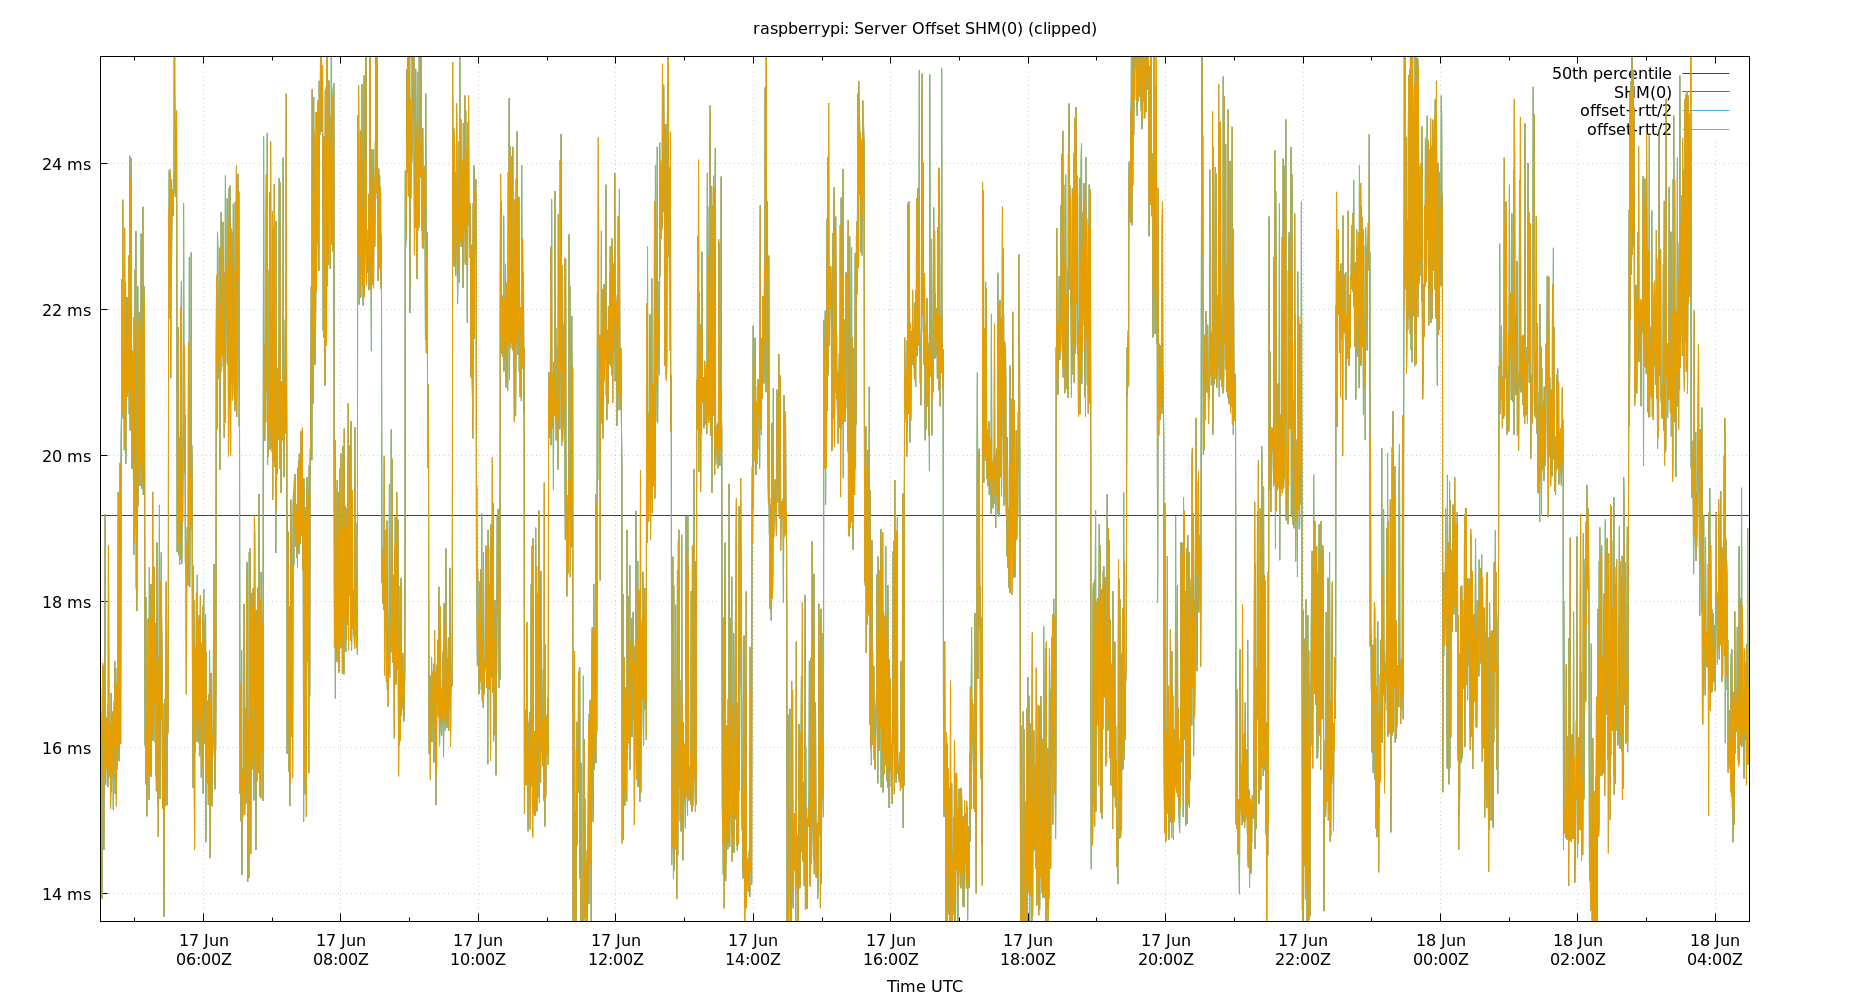 raspberrypi: Server Offset SHM(0) (clipped)
50th percentile
SHM(0)
offset+rtt/2
offset-rtt/2
24 ms
22 ms
20 ms
18 ms
16 ms
14 ms
17 Jun 17 Jun 17 Jun 17 Jun 17 Jun 17 Jun 17 Jun 17 Jun 17 Jun 18 Jun 18 Jun 18 Jun
06:00Z 08:00Z 10:00Z 12:00Z 14:00Z 16:00Z 18:00Z 20:00Z 22:00Z 00:00Z 02:00Z 04:00Z
Time UTC